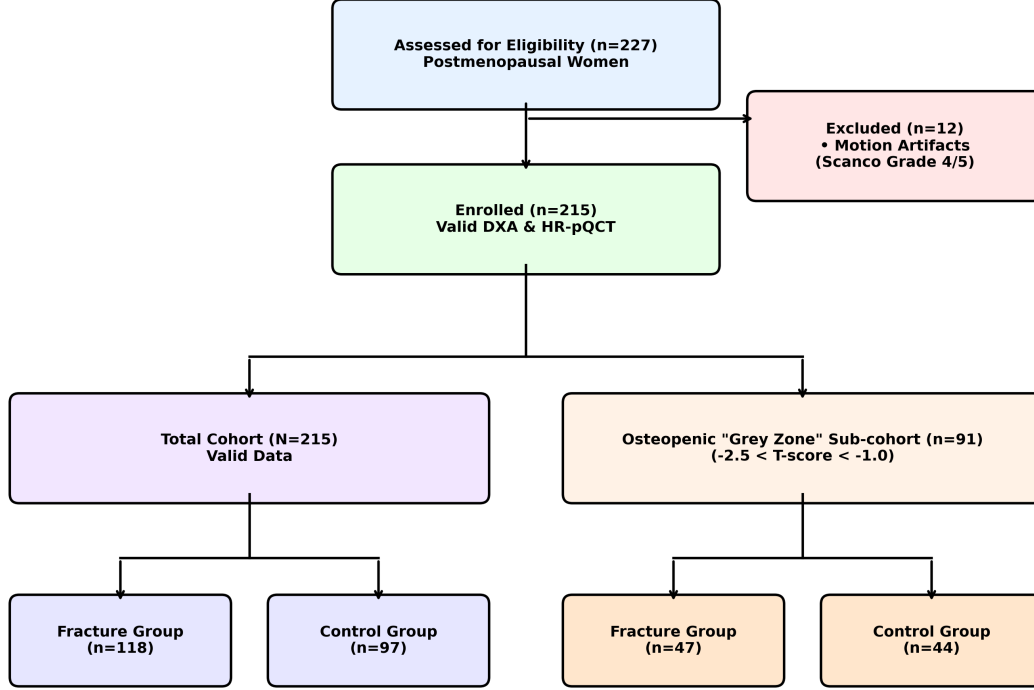 Assessed for Eligibility (n=227)
Postmenopausal Women
Excluded (n=12)
• Motion Artifacts
(Scanco Grade 4/5)
Enrolled (n=215)
Valid DXA & HR-pQCT
Total Cohort (N=215)
Valid Data
Osteopenic "Grey Zone" Sub-cohort (n=91)
(-2.5 < T-score < -1.0)
Fracture Group
(n=118)
Control Group
(n=97)
Fracture Group
(n=47)
Control Group
(n=44)